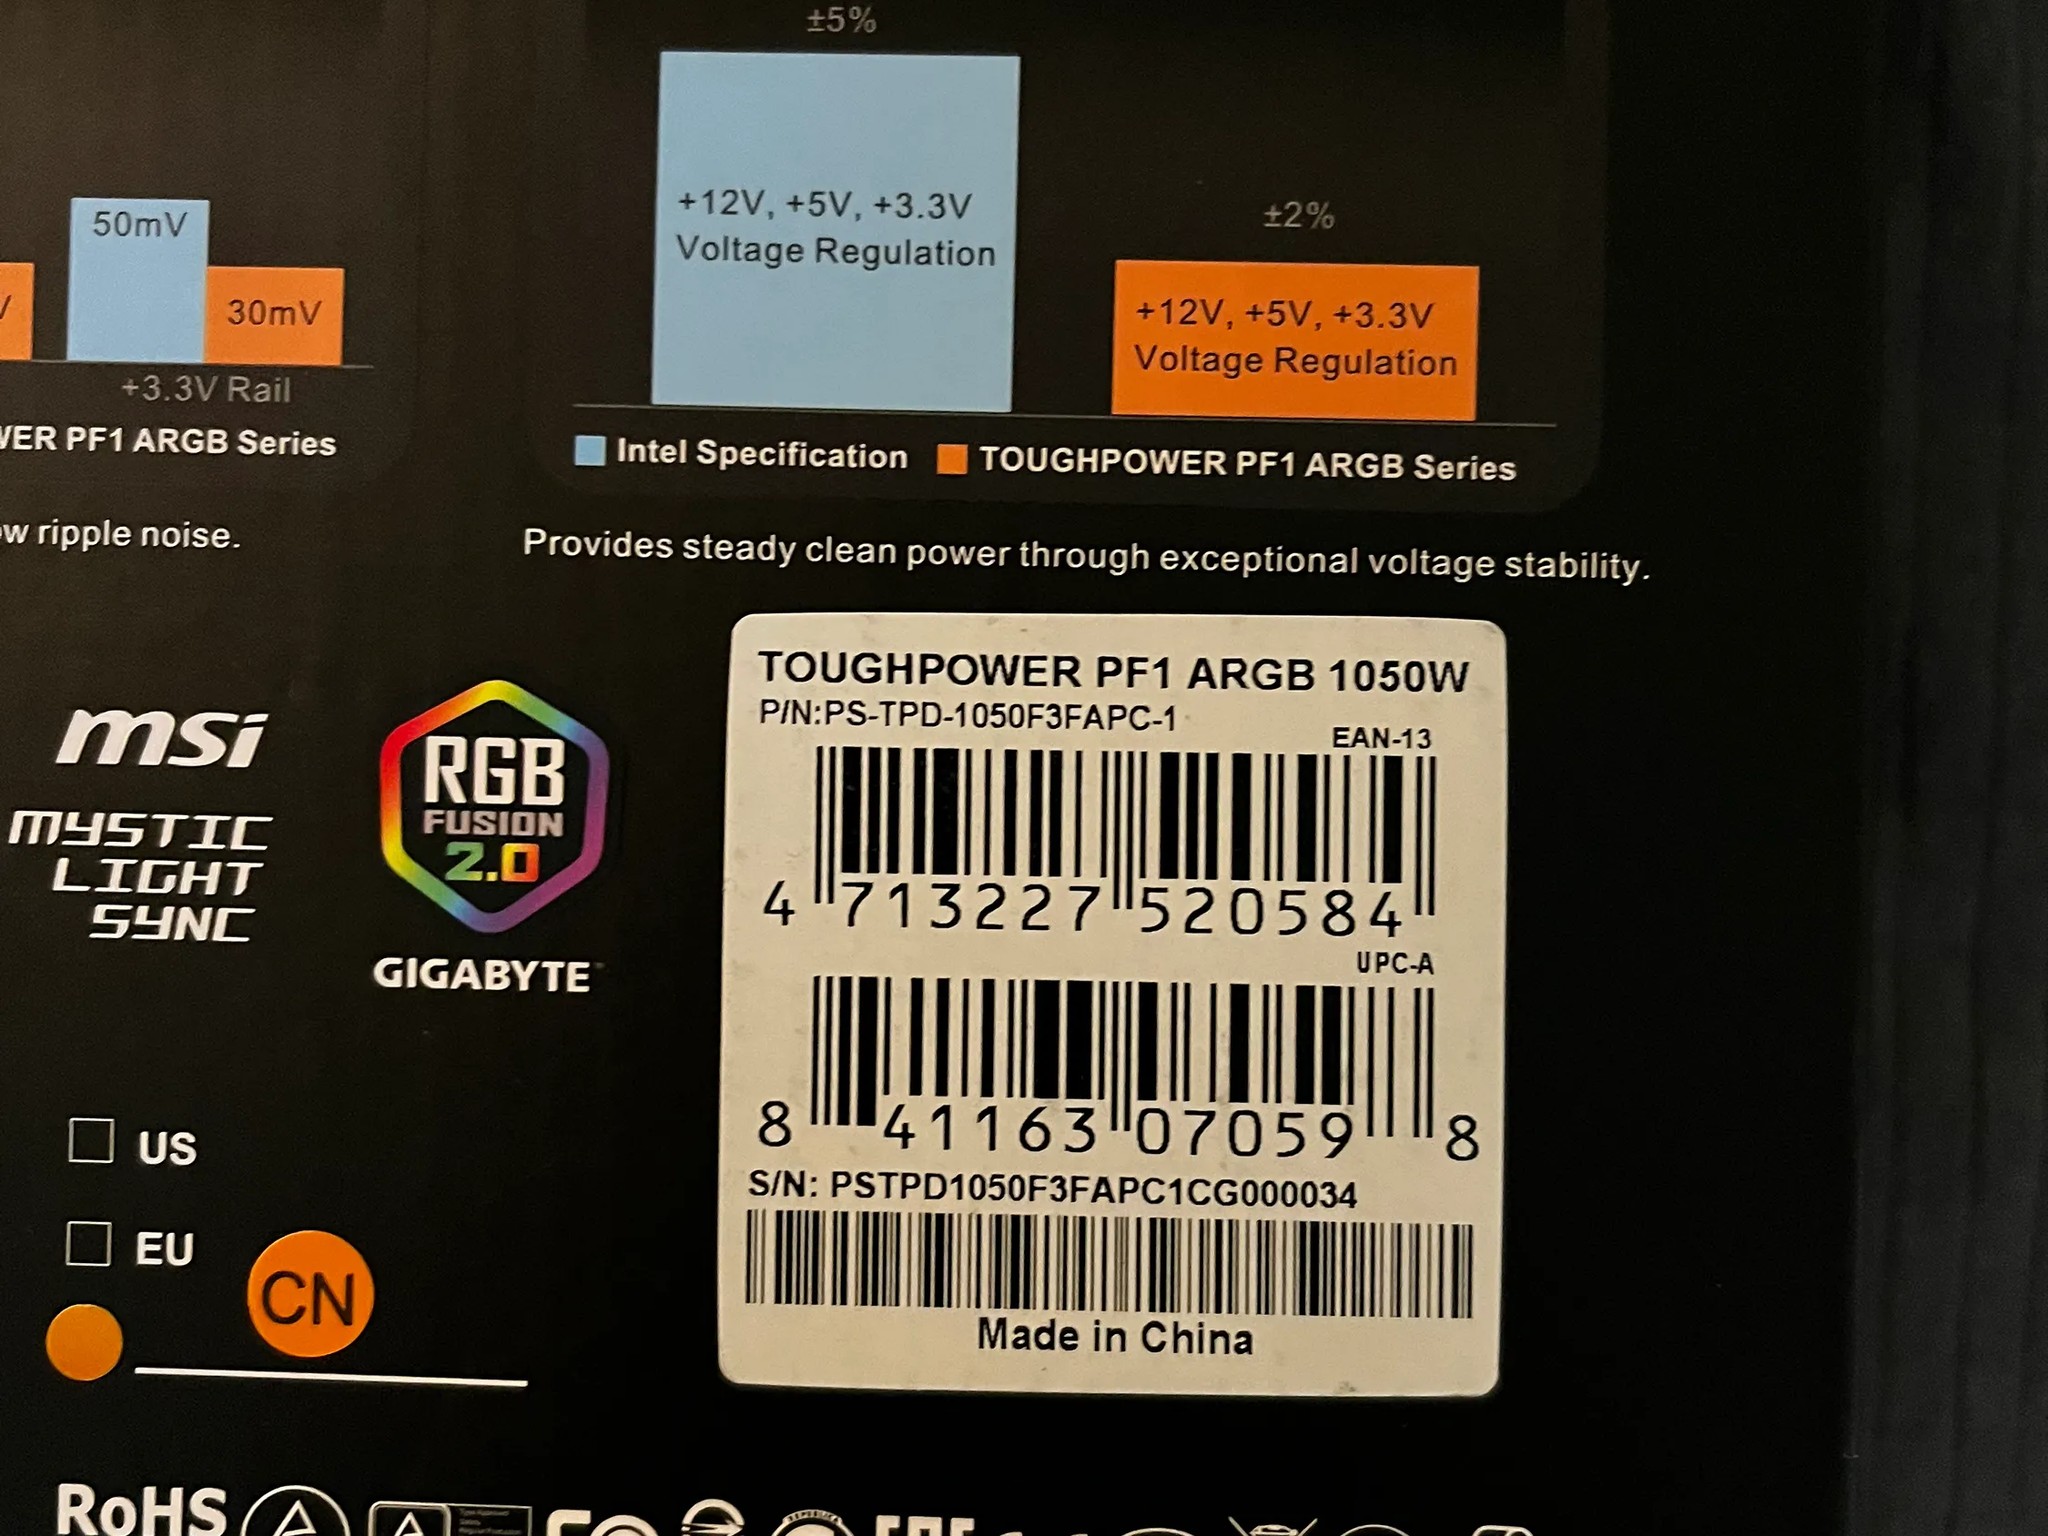 ±5%
50mV
30mV
+3.3V Rail
PF1 ARGB Series
ripple noise.
+12V, +5V, +3.3V
Voltage Regulation
±2%
+12V, +5V, +3.3V
Voltage Regulation
Intel Specification
TOUGHPOWER PF1 ARGB Series
Provides steady clean power through exceptional voltage stability.
msi
MYSTIC
LIGHT
SYNC
RGB
FUSION
2.0
GIGABYTE
TOUGHPOWER PF1 ARGB 1050W
P/N:PS-TPD-1050F3FAPC-1
EAN-13
4 713227 520584
UPC-A
8 41163 07059 8
S/N: PSTPD1050F3FAPC1CG000034
Made in China
US
EU
CN
RoHS